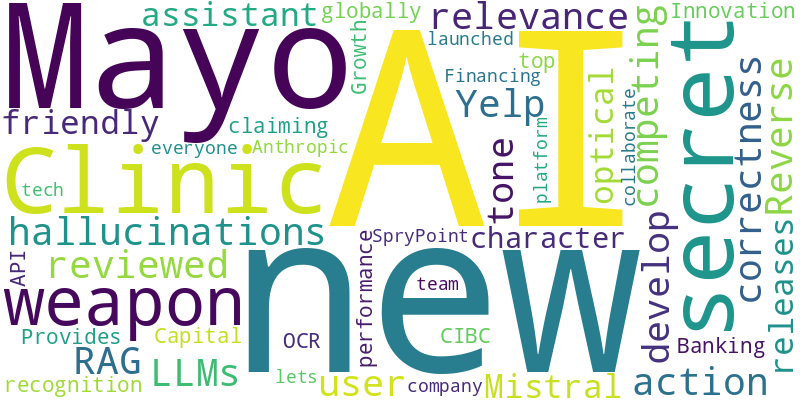 Mayo
assistant
globally
relevance
Innovation
Growth
launched
AI
top
Financing
Yelp
optical
collaborate
competing
secret
friendly
claiming
everyone
Anthropic
tech
Clinic
tone
platform
correctness
Reverse
releases
hallucinations
SpryPoint
character
develop
reviewed
API
performance
team
weapon
new
Provides
Capital
OCR
CIBC
Banking
RAG
LLMs
lets
recognition
user
company
Mistral
action